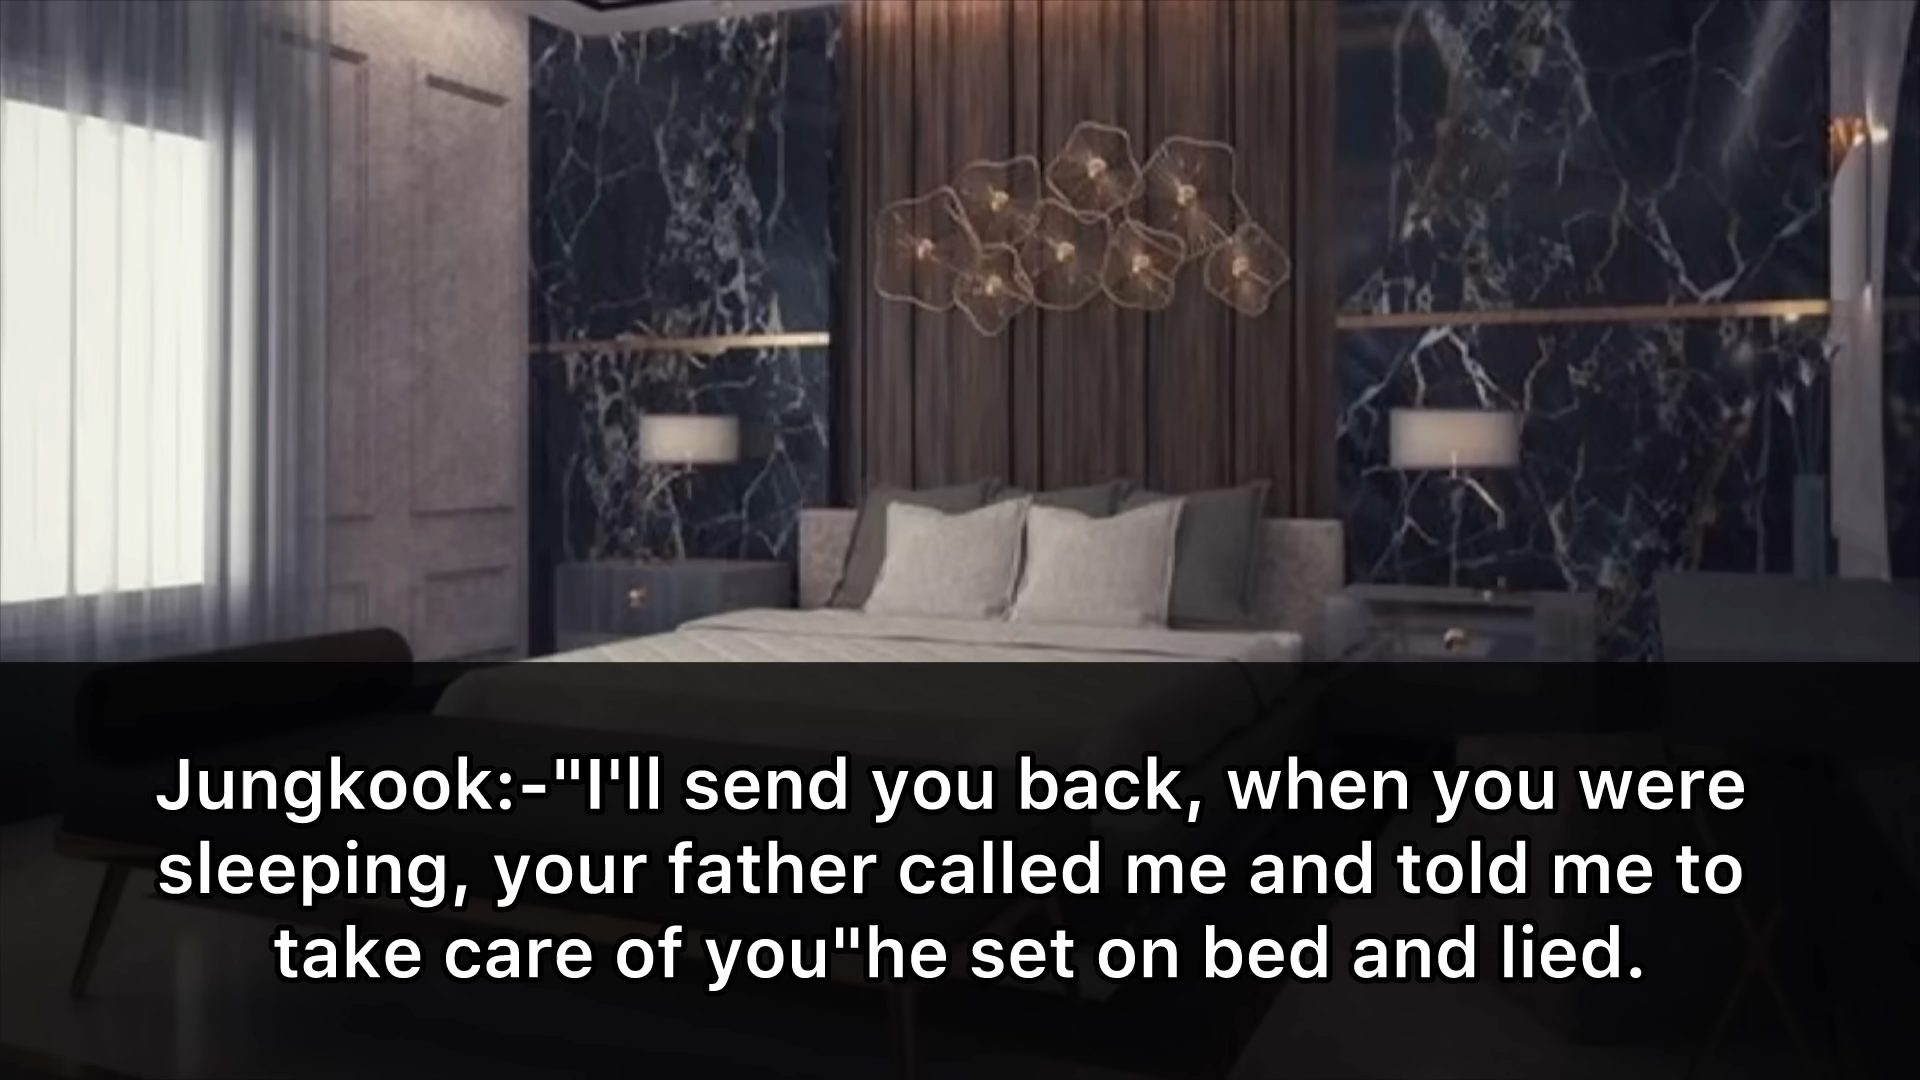 Jungkook:-"I'll send you back, when you were
sleeping, your father called me and told me to
take care of you"he set on bed and lied.